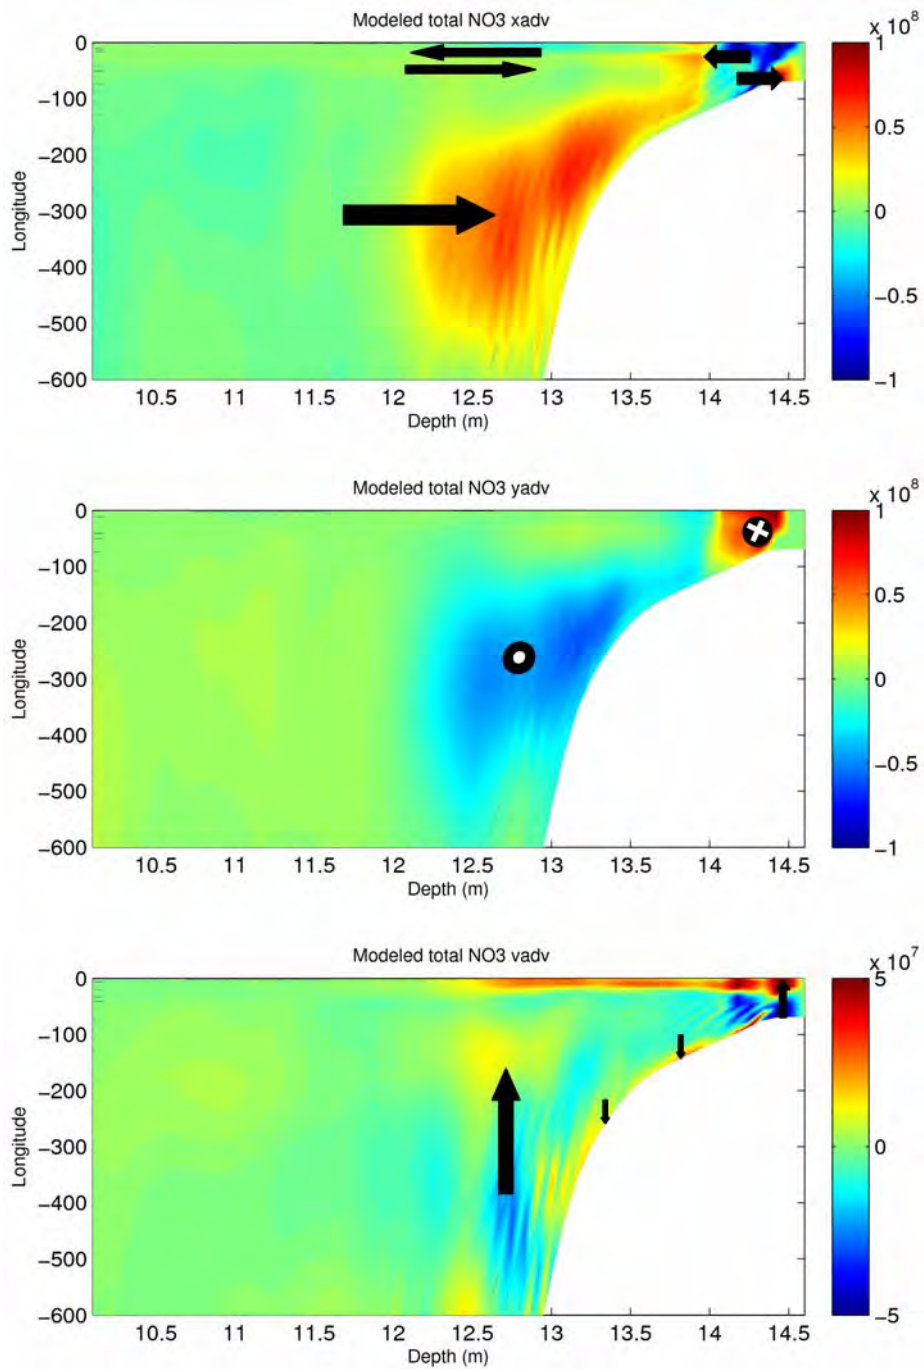 Modeled total NO3 xadv
x 10^8
0
−100
−200
−300
−400
−500
−600
Longitude
10.5 11 11.5 12 12.5 13 13.5 14 14.5
Depth (m)
1
0.5
0
−0.5
−1
Modeled total NO3 yadv
x 10^8
0
−100
−200
−300
−400
−500
−600
Longitude
10.5 11 11.5 12 12.5 13 13.5 14 14.5
Depth (m)
1
0.5
0
−0.5
−1
Modeled total NO3 vadv
x 10^7
0
−100
−200
−300
−400
−500
−600
Longitude
10.5 11 11.5 12 12.5 13 13.5 14 14.5
Depth (m)
5
0
−5